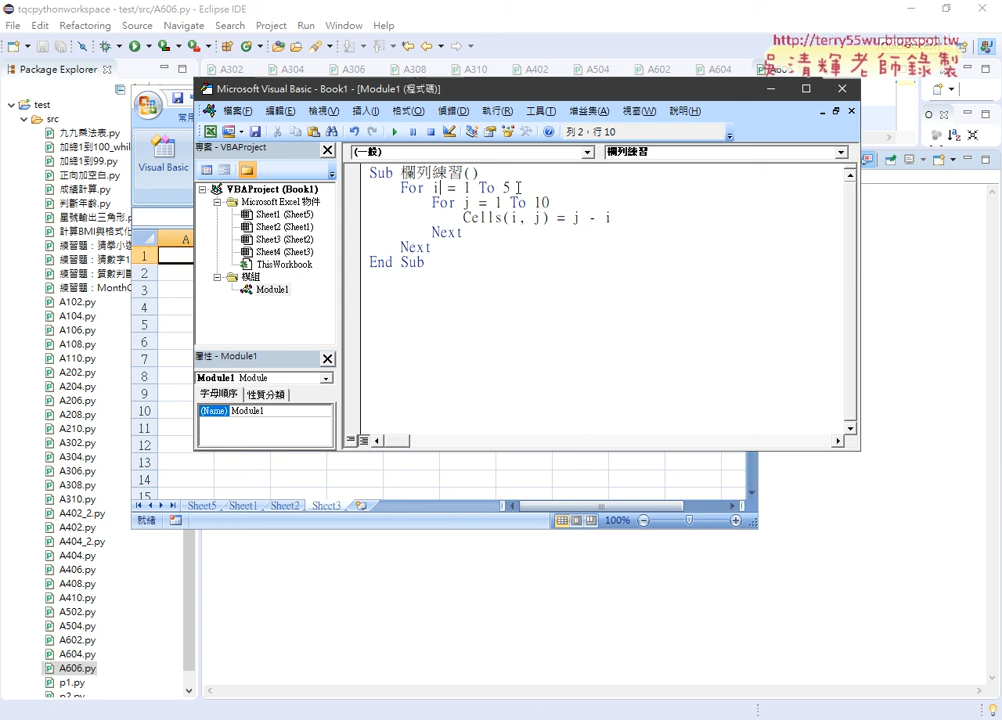 tqcpythonworkspace - test/src/A606.py - Eclipse IDE
File Edit Refactoring Source Navigate Search Project Run Window Help
http://terry55wu.blogspot.tw
吳清輝老師錄製
Package Explorer
A302 A304 A306 A308 A310 A402 A504 A602 A604
test
src
九九乘法表.py
加總1到100_whil
加總1到99.py
正向加空白.py
成績計算.py
判斷年齡.py
星號輸出三角形.p
計算BMI與格式化
練習題：猜拳小遊
練習題：猜數字1
練習題：質數判斷
練習題：MonthC
A102.py
A104.py
A106.py
A108.py
A110.py
A202.py
A204.py
A206.py
A208.py
A210.py
A302.py
A304.py
A306.py
A308.py
A310.py
A402_2.py
A402.py
A404_2.py
A406.py
A408.py
A410.py
A502.py
A504.py
A602.py
A604.py
A606.py
p1.py
p2.py
常用
Visual Basic
Microsoft Visual Basic - Book1 - [Module1 (程式碼)]
檔案(F) 編輯(E) 檢視(V) 插入(I) 格式(O) 偵錯(D) 執行(R) 工具(T) 增益集(A) 視窗(W) 說明(H)
列 2，行 10
專案 - VBAProject
VBAProject (Book1)
Microsoft Excel 物件
Sheet1 (Sheet5)
Sheet2 (Sheet1)
Sheet3 (Sheet2)
Sheet4 (Sheet3)
ThisWorkbook
模組
Module1
屬性 - Module1
Module1 Module
字母順序 性質分類
(Name) Module1
(一般) 欄列練習
Sub 欄列練習()
For i = 1 To 5
For j = 1 To 10
Cells(i, j) = j - i
Next
Next
End Sub
A
1
2
3
4
5
6
7
8
9
10
11
12
13
14
15
Sheet5 Sheet1 Sheet2 Sheet3
就緒 100%